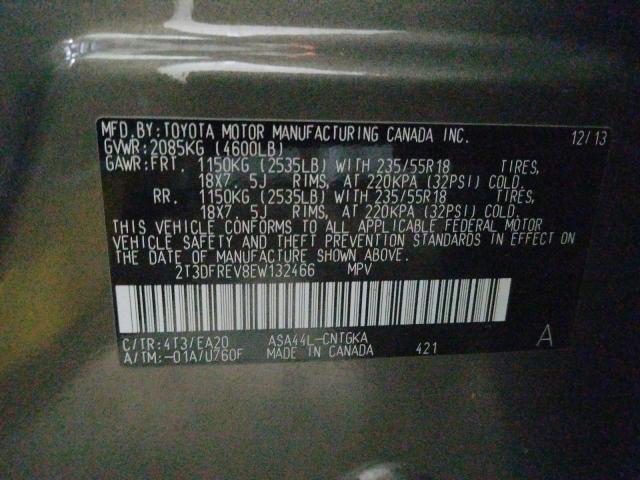 MFD.BY:TOYOTA MOTOR MANUFACTURING CANADA INC. 12/13
GVWR:2085KG (4600LB)
GAWR:FRT. 1150KG (2535LB) WITH 235/55R18 TIRES,
18X7.5J RIMS, AT 220KPA (32PSI) COLD.
RR. 1150KG (2535LB) WITH 235/55R18 TIRES,
18X7.5J RIMS, AT 220KPA (32PSI) COLD.
THIS VEHICLE CONFORMS TO ALL APPLICABLE FEDERAL MOTOR
VEHICLE SAFETY AND THEFT PREVENTION STANDARDS IN EFFECT ON
THE DATE OF MANUFACTURE SHOWN ABOVE.
2T3DFREV8EW132466 MPV
C/TR:4T3/EA20 ASA44L-CNTGKA
A/TM:-01A/U760F MADE IN CANADA 421 A